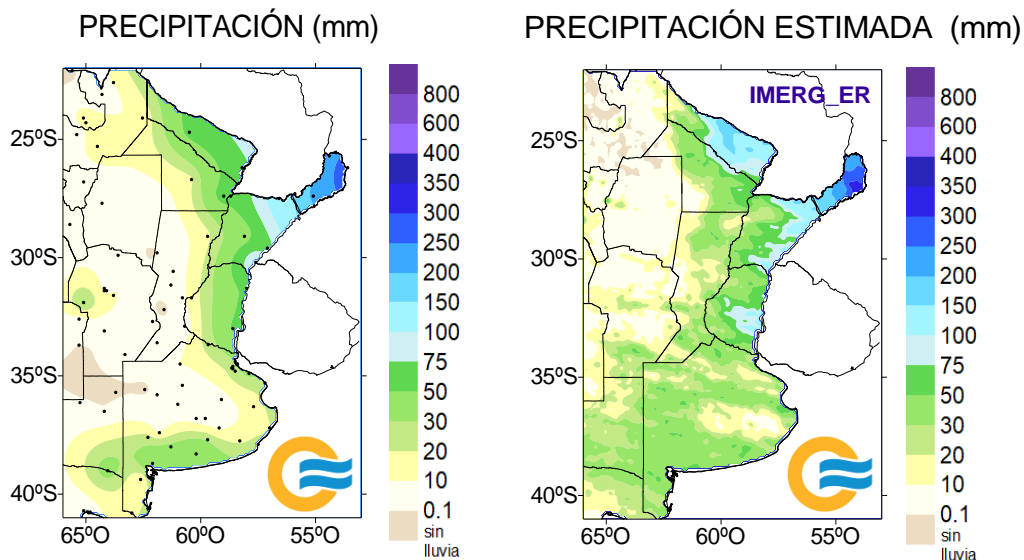 PRECIPITACIÓN (mm)
800
600
400
350
300
250
200
150
100
75
50
30
20
10
0.1
sin
lluvia
25ºS
30ºS
35ºS
40ºS
65ºO
60ºO
55ºO
PRECIPITACIÓN ESTIMADA (mm)
IMERG_ER
800
600
400
350
300
250
200
150
100
75
50
30
20
10
0.1
sin
lluvia
25ºS
30ºS
35ºS
40ºS
65ºO
60ºO
55ºO